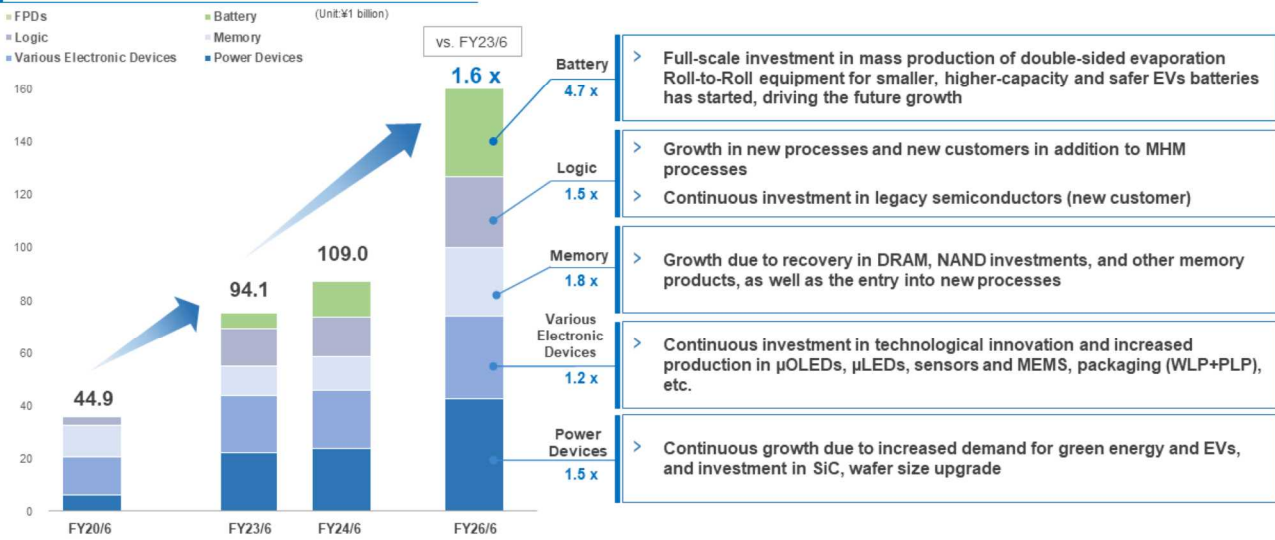 FPDs
Battery
(Unit:¥1 billion)
Logic
Memory
Various Electronic Devices
Power Devices
vs. FY23/6
1.6 x
160
140
120
100
80
60
40
20
0
44.9
94.1
109.0
FY20/6
FY23/6
FY24/6
FY26/6
Battery
4.7 x
> Full-scale investment in mass production of double-sided evaporation
Roll-to-Roll equipment for smaller, higher-capacity and safer EVs batteries
has started, driving the future growth
Logic
1.5 x
> Growth in new processes and new customers in addition to MHM
processes
> Continuous investment in legacy semiconductors (new customer)
Memory
1.8 x
> Growth due to recovery in DRAM, NAND investments, and other memory
products, as well as the entry into new processes
Various
Electronic
Devices
1.2 x
> Continuous investment in technological innovation and increased
production in μOLEDs, μLEDs, sensors and MEMS, packaging (WLP+PLP),
etc.
Power
Devices
1.5 x
> Continuous growth due to increased demand for green energy and EVs,
and investment in SiC, wafer size upgrade